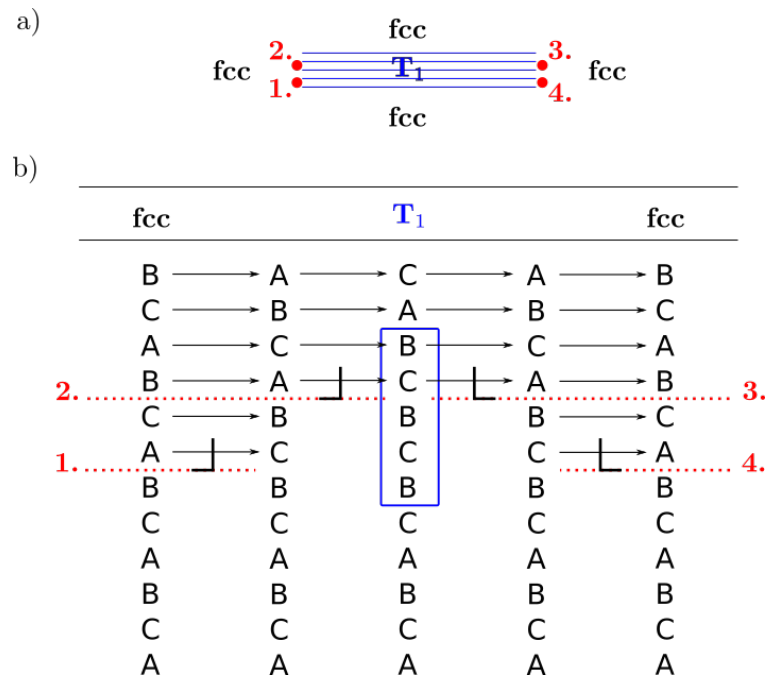 a)
fcc
2. 3.
fcc T₁ fcc
1. 4.
fcc
b)
fcc T₁ fcc
B A C A B
C B A B C
A C B C A
B A C A B
2. 3.
C B B B C
A C C C A
1. 4.
B B B B B
C C C C C
A A A A A
B B B B B
C C C C C
A A A A A